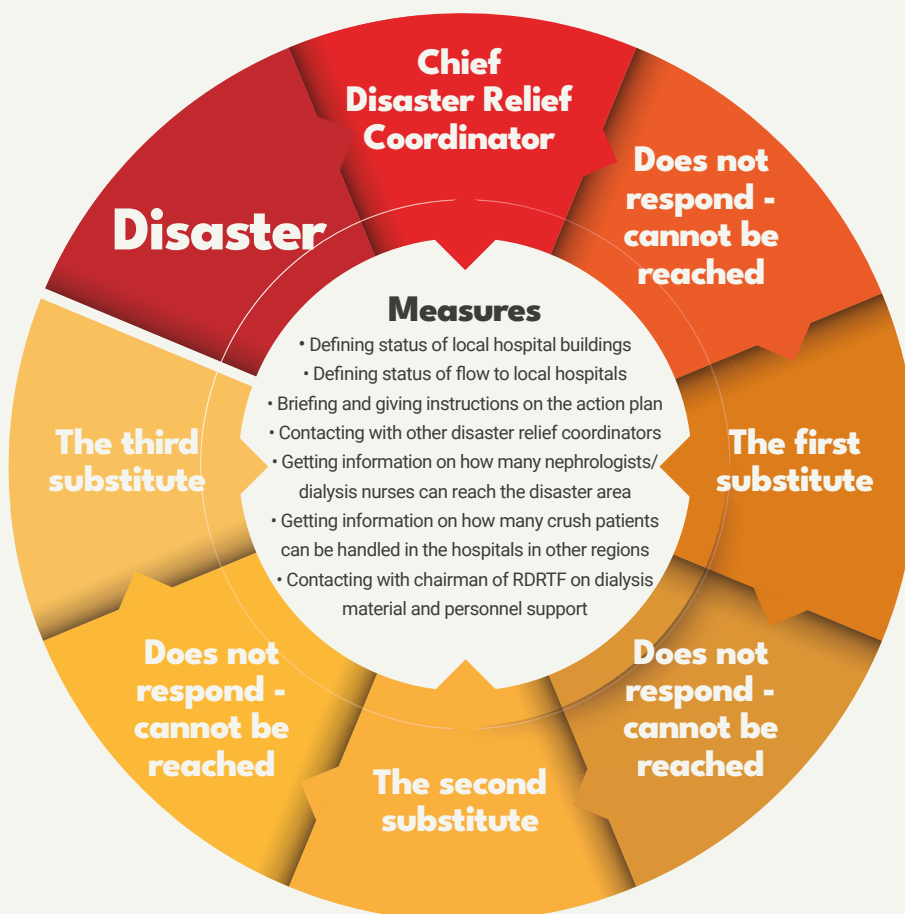 Disaster
Chief
Disaster Relief
Coordinator
Does not
respond -
cannot be
reached
The first
substitute
Does not
respond -
cannot be
reached
The second
substitute
Does not
respond -
cannot be
reached
The third
substitute
Measures
• Defining status of local hospital buildings
• Defining status of flow to local hospitals
• Briefing and giving instructions on the action plan
• Contacting with other disaster relief coordinators
• Getting information on how many nephrologists/
dialysis nurses can reach the disaster area
• Getting information on how many crush patients
can be handled in the hospitals in other regions
• Contacting with chairman of RDRTF on dialysis
material and personnel support